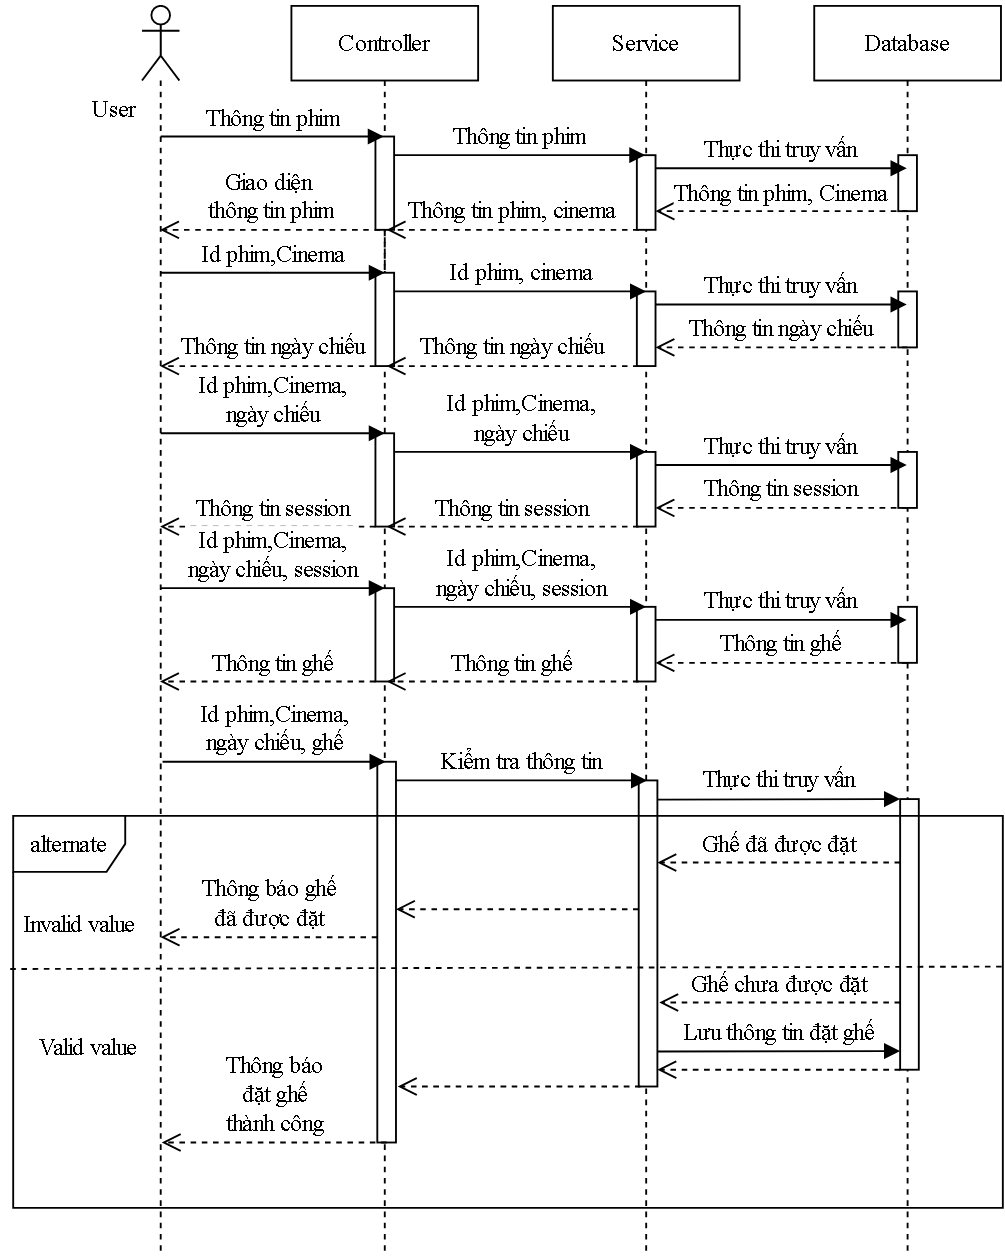 Controller
Service
Database
User
Thông tin phim
Thông tin phim
Thực thi truy vấn
Giao diện
thông tin phim
Thông tin phim, cinema
Thông tin phim, Cinema
Id phim,Cinema
Id phim, cinema
Thực thi truy vấn
Thông tin ngày chiếu
Thông tin ngày chiếu
Thông tin ngày chiếu
Id phim,Cinema,
ngày chiếu
Id phim,Cinema,
ngày chiếu
Thực thi truy vấn
Thông tin session
Thông tin session
Thông tin session
Id phim,Cinema,
ngày chiếu, session
Id phim,Cinema,
ngày chiếu, session
Thực thi truy vấn
Thông tin ghế
Thông tin ghế
Thông tin ghế
Id phim,Cinema,
ngày chiếu, ghế
Kiểm tra thông tin
Thực thi truy vấn
alternate
Ghế đã được đặt
Thông báo ghế
đã được đặt
Invalid value
Ghế chưa được đặt
Lưu thông tin đặt ghế
Valid value
Thông báo
đặt ghế
thành công